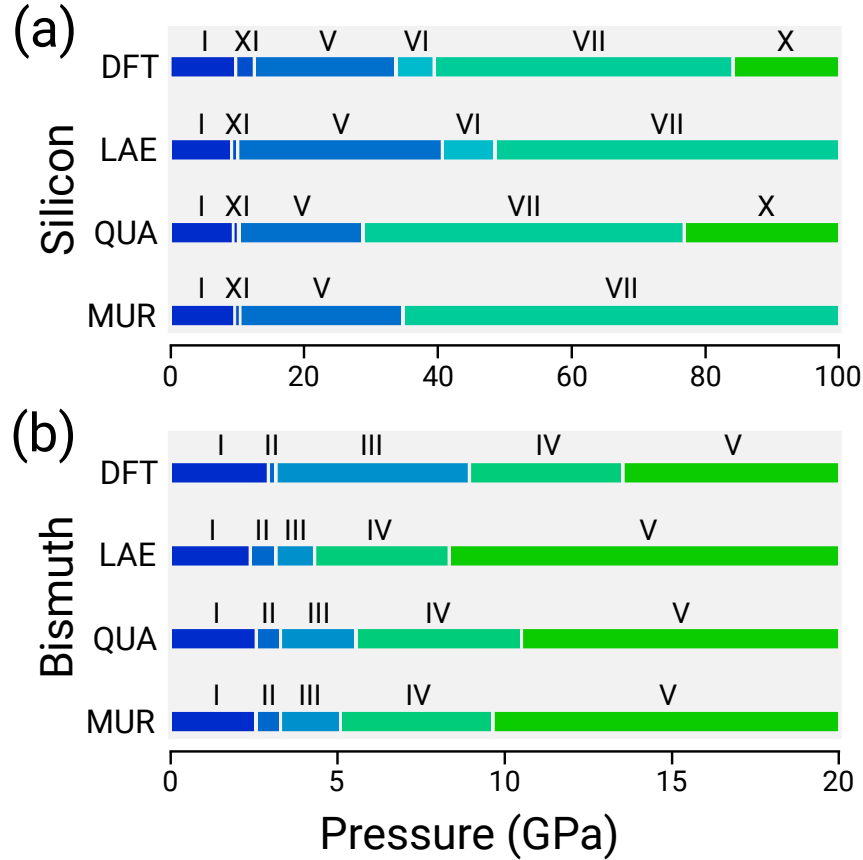 (a)
Silicon
I XI V VI VII X
DFT
I XI V VI VII
LAE
I XI V VII X
QUA
I XI V VII
MUR
0 20 40 60 80 100
(b)
Bismuth
I II III IV V
DFT
I II III IV V
LAE
I II III IV V
QUA
I II III IV V
MUR
0 5 10 15 20
Pressure (GPa)